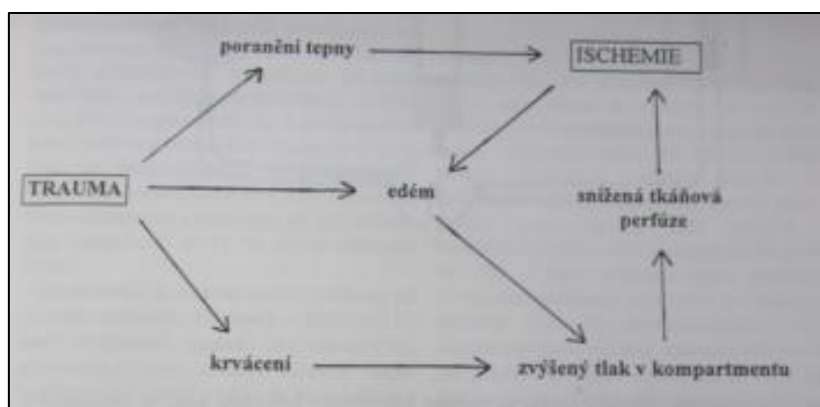 poranění tepny
ISCHEMIE
TRAUMA
edém
snížená tkáňová
perfúze
krvácení
zvýšený tlak v kompartmentu